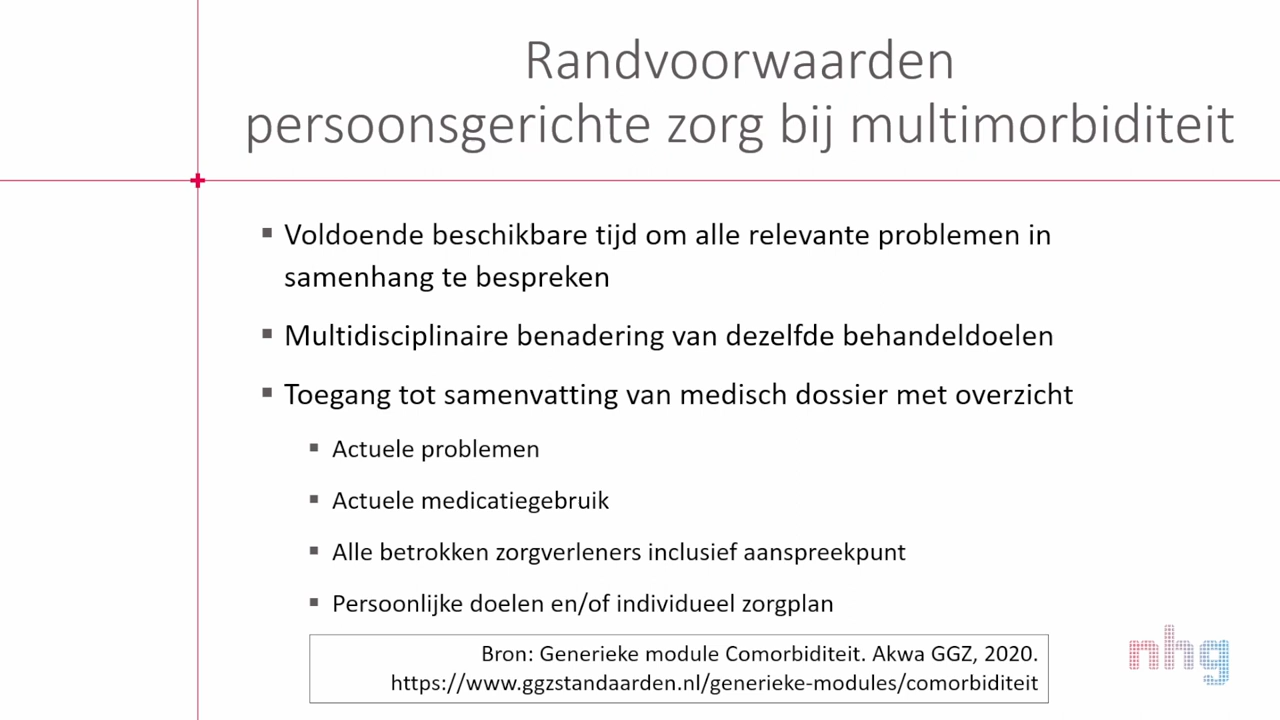 Randvoorwaarden
persoonsgerichte zorg bij multimorbiditeit
▪ Voldoende beschikbare tijd om alle relevante problemen in
samenhang te bespreken
▪ Multidisciplinaire benadering van dezelfde behandeldoelen
▪ Toegang tot samenvatting van medisch dossier met overzicht
▪ Actuele problemen
▪ Actuele medicatiegebruik
▪ Alle betrokken zorgverleners inclusief aanspreekpunt
▪ Persoonlijke doelen en/of individueel zorgplan
Bron: Generieke module Comorbiditeit. Akwa GGZ, 2020.
https://www.ggzstandaarden.nl/generieke-modules/comorbiditeit
nhg